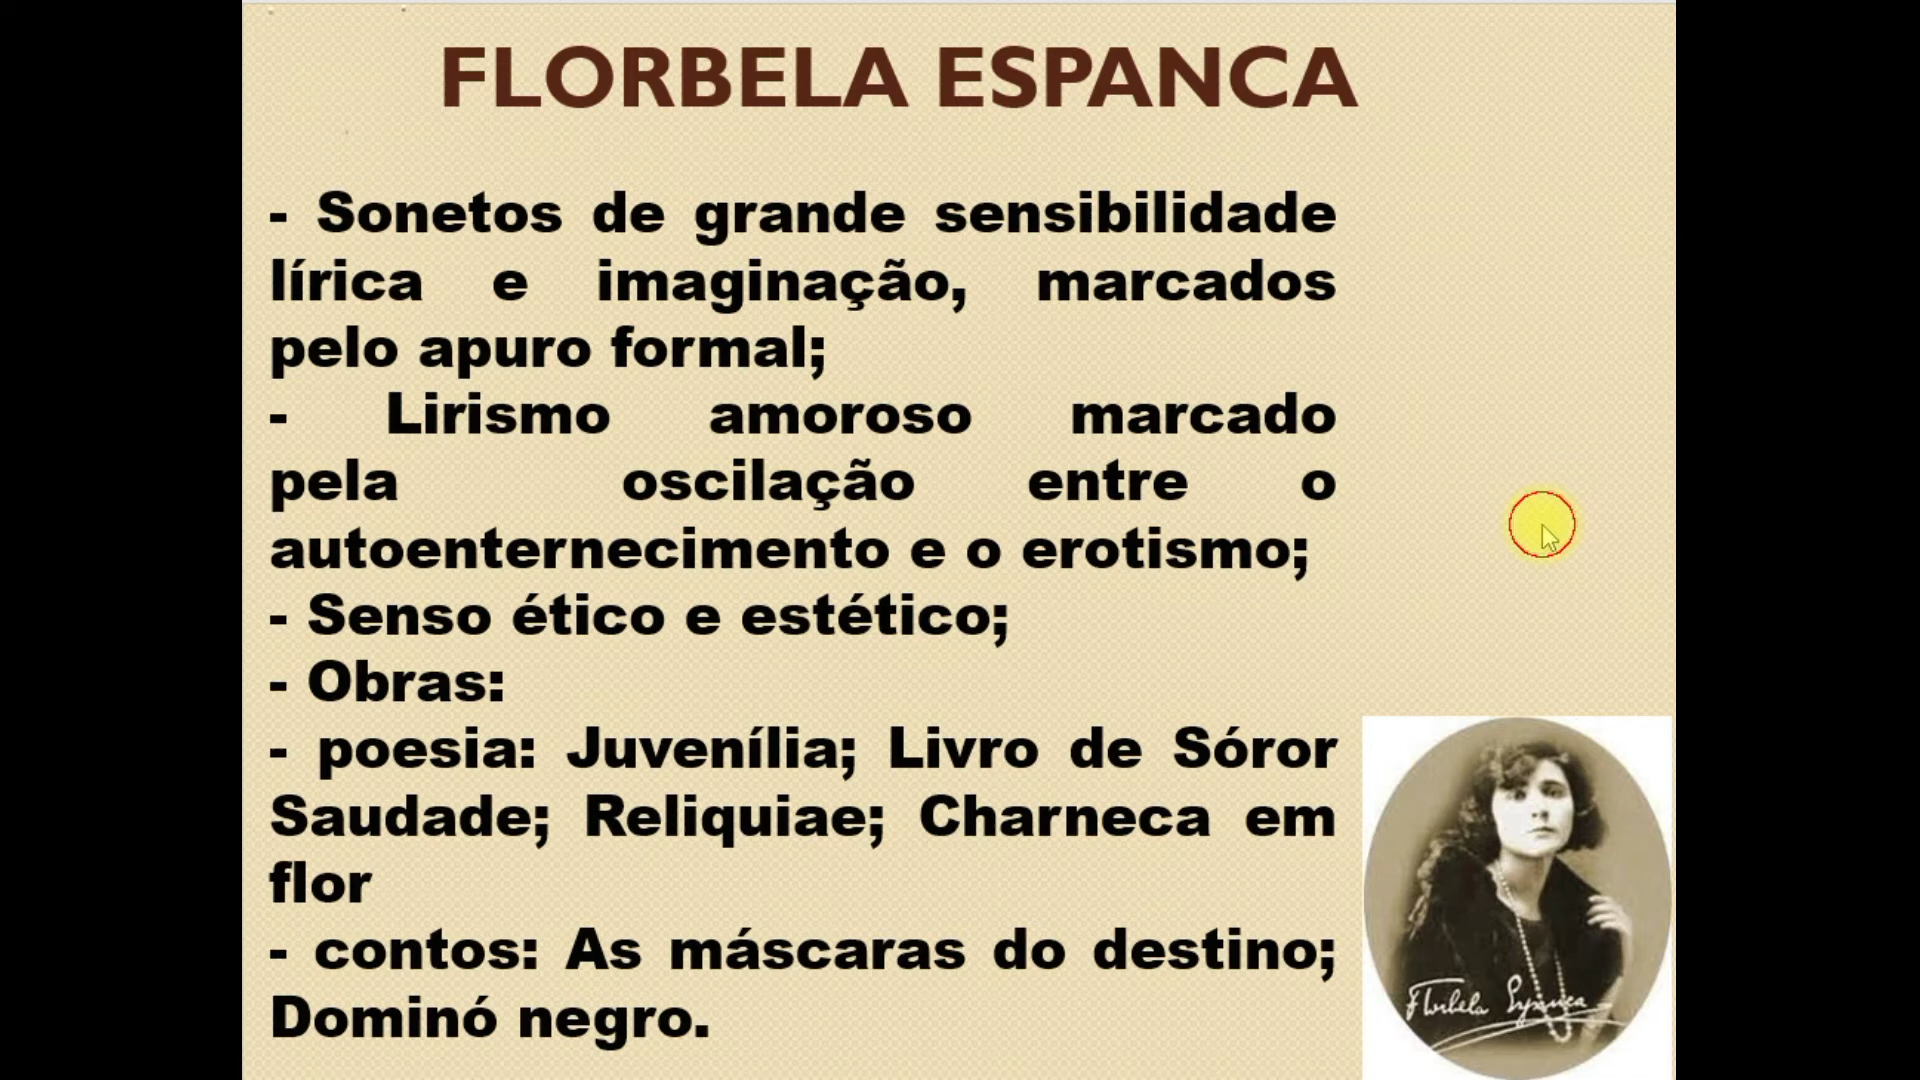 FLORBELA ESPANCA
- Sonetos de grande sensibilidade
lírica e imaginação, marcados
pelo apuro formal;
- Lirismo amoroso marcado
pela oscilação entre o
autoenternecimento e o erotismo;
- Senso ético e estético;
- Obras:
- poesia: Juvenília; Livro de Sóror
Saudade; Reliquiae; Charneca em
flor
- contos: As máscaras do destino;
Dominó negro.
Florbela Espanca